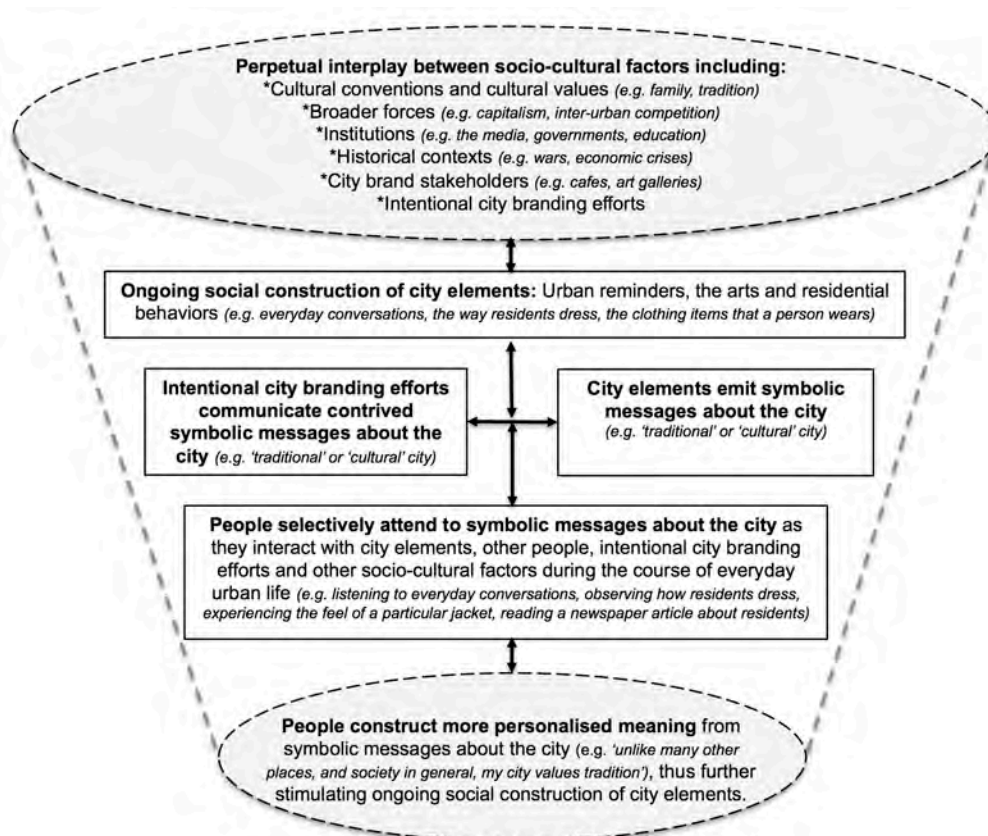 Perpetual interplay between socio-cultural factors including:
*Cultural conventions and cultural values (e.g. family, tradition)
*Broader forces (e.g. capitalism, inter-urban competition)
*Institutions (e.g. the media, governments, education)
*Historical contexts (e.g. wars, economic crises)
*City brand stakeholders (e.g. cafes, art galleries)
*Intentional city branding efforts
Ongoing social construction of city elements: Urban reminders, the arts and residential
behaviors (e.g. everyday conversations, the way residents dress, the clothing items that a person wears)
Intentional city branding efforts
communicate contrived
symbolic messages about the
city (e.g. 'traditional' or 'cultural' city)
City elements emit symbolic
messages about the city
(e.g. 'traditional' or 'cultural' city)
People selectively attend to symbolic messages about the city as
they interact with city elements, other people, intentional city branding
efforts and other socio-cultural factors during the course of everyday
urban life (e.g. listening to everyday conversations, observing how residents dress,
experiencing the feel of a particular jacket, reading a newspaper article about residents)
People construct more personalised meaning from
symbolic messages about the city (e.g. 'unlike many other
places, and society in general, my city values tradition'), thus further
stimulating ongoing social construction of city elements.